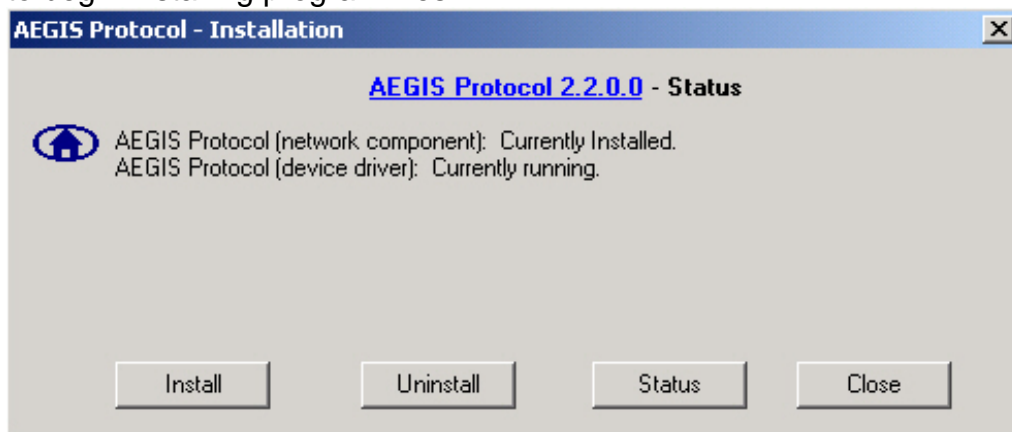 AEGIS Protocol - Installation
AEGIS Protocol 2.2.0.0 - Status
AEGIS Protocol (network component): Currently Installed.
AEGIS Protocol (device driver): Currently running.
Install Uninstall Status Close